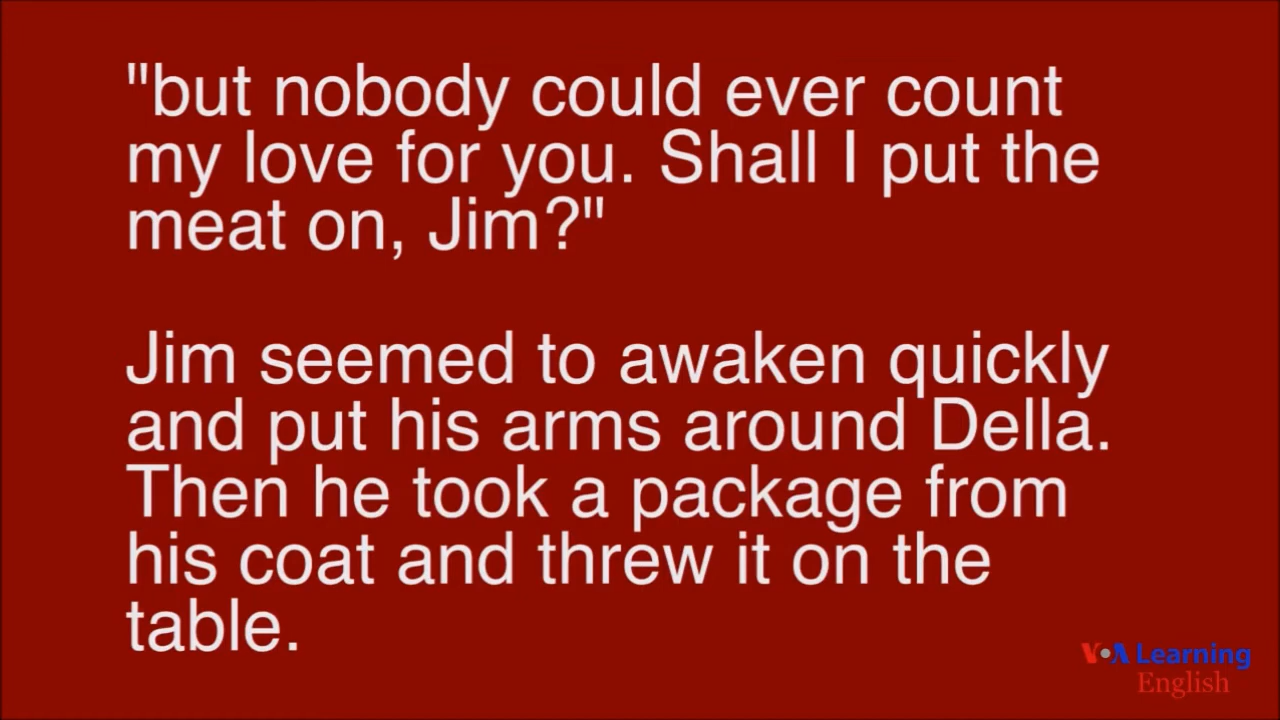 "but nobody could ever count
my love for you. Shall I put the
meat on, Jim?"
Jim seemed to awaken quickly
and put his arms around Della.
Then he took a package from
his coat and threw it on the
table.
VOA Learning
English